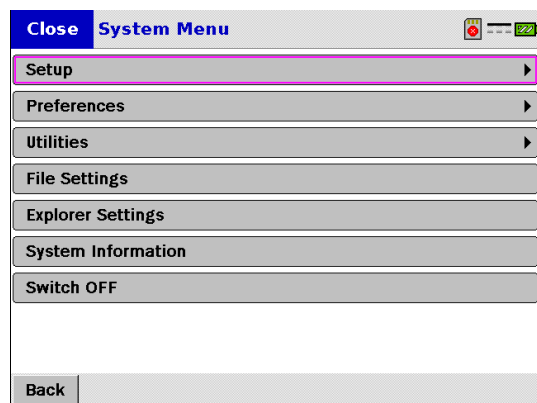 Close System Menu
Setup
Preferences
Utilities
File Settings
Explorer Settings
System Information
Switch OFF
Back